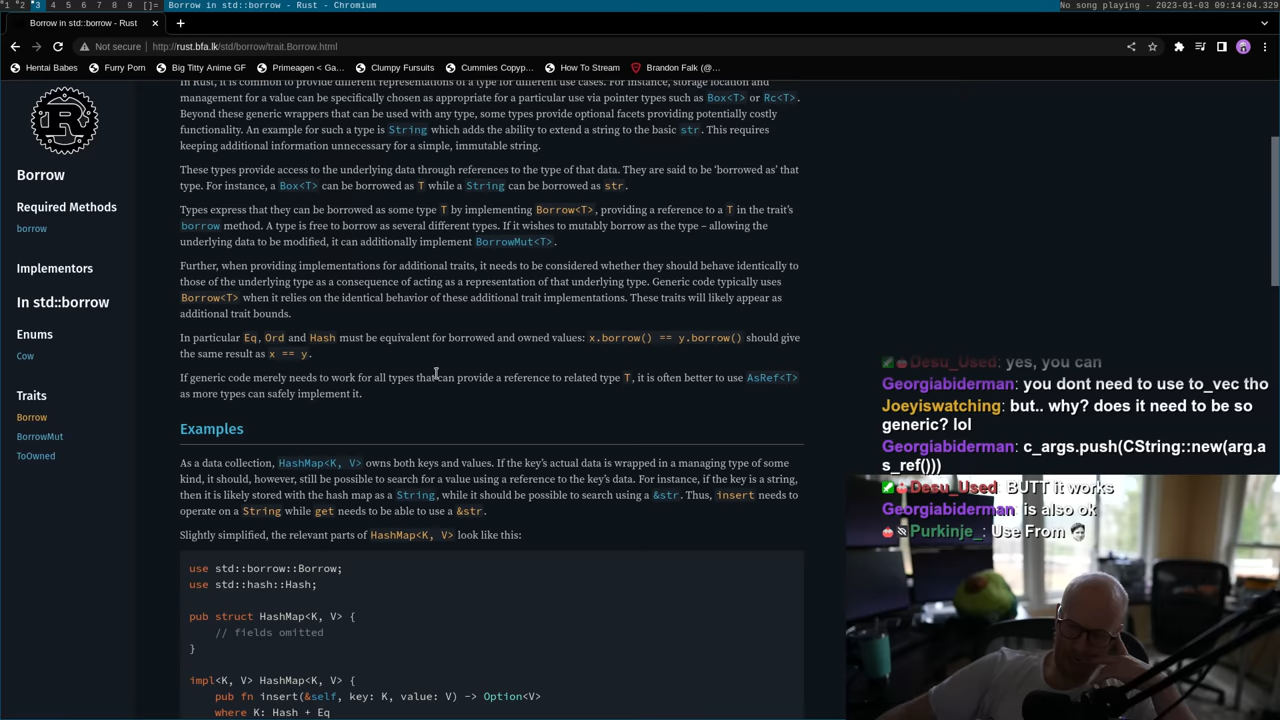 1 2 3 4 5 6 7 8 9 []= Borrow in std::borrow - Rust - Chromium No song playing - 2023-01-03 09:14:04.329
Borrow in std::borrow - Rust
Not secure http://rust.bfa.lk/std/borrow/trait.Borrow.html
Hentai Babes Furry Porn Big Titty Anime GF Primeagen < Ga… Clumpy Fursuits Cummies Copyp… How To Stream Brandon Falk (@…
In Rust, it is common to provide different representations of a type for different use cases. For instance, storage location and
management for a value can be specifically chosen as appropriate for a particular use via pointer types such as Box<T> or Rc<T>.
Beyond these generic wrappers that can be used with any type, some types provide optional facets providing potentially costly
functionality. An example for such a type is String which adds the ability to extend a string to the basic str. This requires
keeping additional information unnecessary for a simple, immutable string.
These types provide access to the underlying data through references to the type of that data. They are said to be ‘borrowed as’ that
type. For instance, a Box<T> can be borrowed as T while a String can be borrowed as str.
Types express that they can be borrowed as some type T by implementing Borrow<T>, providing a reference to a T in the trait’s
borrow method. A type is free to borrow as several different types. If it wishes to mutably borrow as the type – allowing the
underlying data to be modified, it can additionally implement BorrowMut<T>.
Further, when providing implementations for additional traits, it needs to be considered whether they should behave identically to
those of the underlying type as a consequence of acting as a representation of that underlying type. Generic code typically uses
Borrow<T> when it relies on the identical behavior of these additional trait implementations. These traits will likely appear as
additional trait bounds.
In particular Eq, Ord and Hash must be equivalent for borrowed and owned values: x.borrow() == y.borrow() should give
the same result as x == y.
If generic code merely needs to work for all types that can provide a reference to related type T, it is often better to use AsRef<T>
as more types can safely implement it.
Examples
As a data collection, HashMap<K, V> owns both keys and values. If the key’s actual data is wrapped in a managing type of some
kind, it should, however, still be possible to search for a value using a reference to the key’s data. For instance, if the key is a string,
then it is likely stored with the hash map as a String, while it should be possible to search using a &str. Thus, insert needs to
operate on a String while get needs to be able to use a &str.
Slightly simplified, the relevant parts of HashMap<K, V> look like this:
use std::borrow::Borrow;
use std::hash::Hash;
pub struct HashMap<K, V> {
// fields omitted
}
impl<K, V> HashMap<K, V> {
pub fn insert(&self, key: K, value: V) -> Option<V>
where K: Hash + Eq
Borrow
Required Methods
borrow
Implementors
In std::borrow
Enums
Cow
Traits
Borrow
BorrowMut
ToOwned
Desu_Used: yes, you can
Georgiabiderman: you dont need to use to_vec tho
Joeyiswatching: but.. why? does it need to be so
generic? lol
Georgiabiderman: c_args.push(CString::new(arg.a
s_ref()))
Desu_Used: BUTT it works
Georgiabiderman: is also ok
Purkinje_: Use From